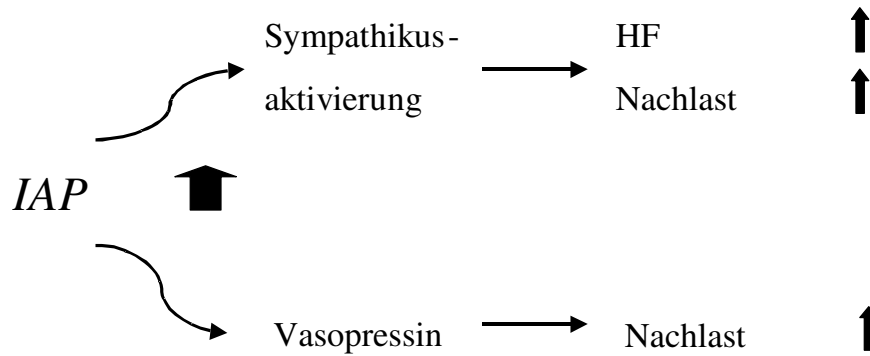 Sympathikus- HF
aktivierung Nachlast
IAP
Vasopressin Nachlast